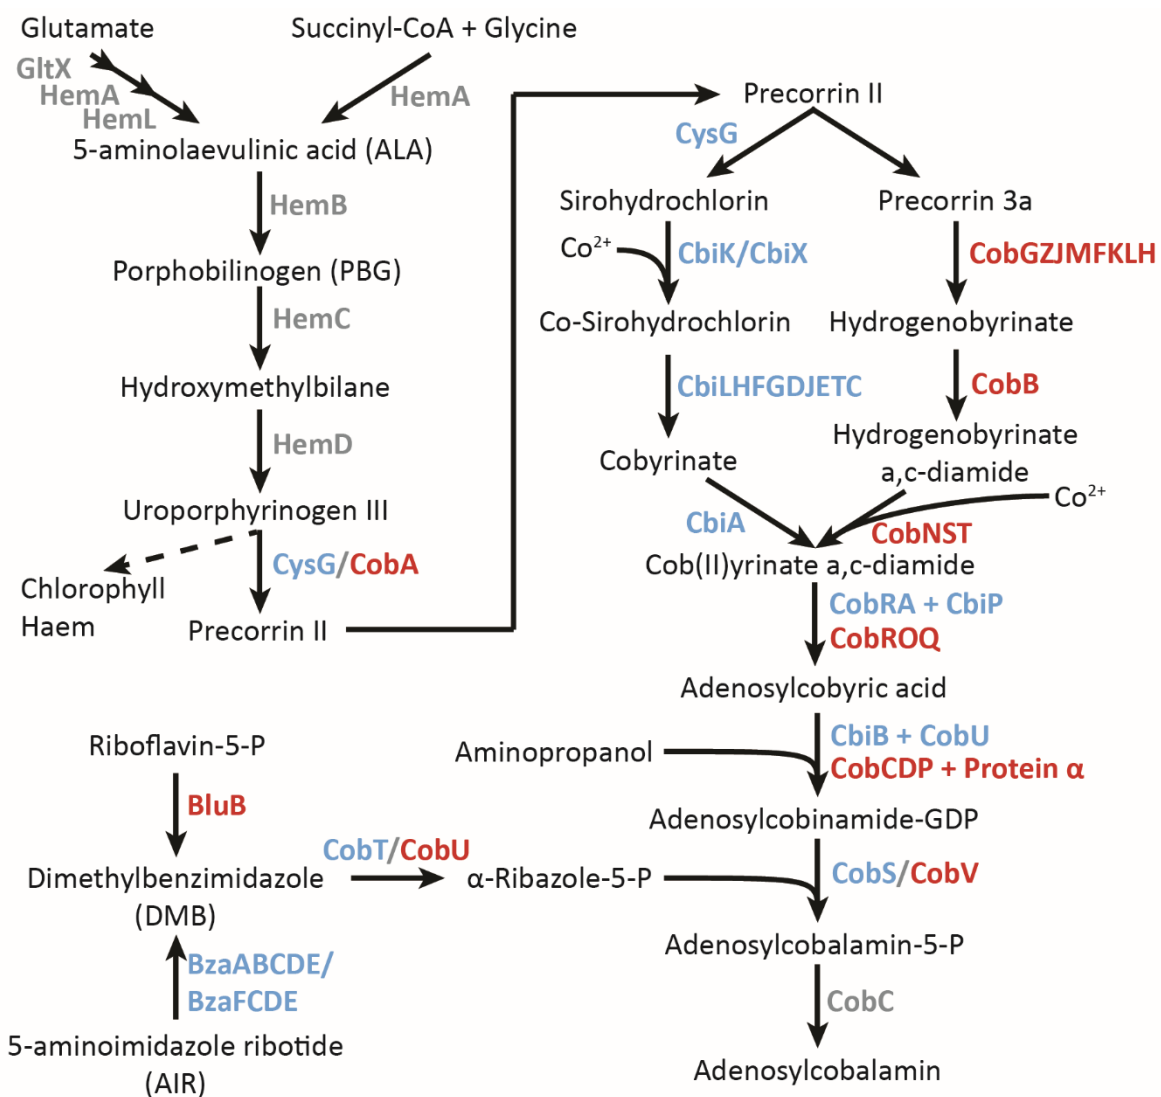 Glutamate
Succinyl-CoA + Glycine
GltX
HemA
HemL
HemA
5-aminolaevulinic acid (ALA)
HemB
Porphobilinogen (PBG)
HemC
Hydroxymethylbilane
HemD
Uroporphyrinogen III
CysG/CobA
Chlorophyll
Haem
Precorrin II
Precorrin II
CysG
Sirohydrochlorin
Precorrin 3a
Co²⁺
CbiK/CbiX
CobGZJMFKLH
Co-Sirohydrochlorin
Hydrogenobyrinate
CbiLHFGDJETC
CobB
Cobyrinate
Hydrogenobyrinate
a,c-diamide
Co²⁺
CbiA
CobNST
Cob(II)yrinate a,c-diamide
CobRA + CbiP
CobROQ
Adenosylcobyric acid
Aminopropanol
CbiB + CobU
CobCDP + Protein α
Adenosylcobinamide-GDP
Riboflavin-5-P
BluB
CobT/CobU
Dimethylbenzimidazole
(DMB)
α-Ribazole-5-P
CobS/CobV
BzaABCDE/
BzaFCDE
5-aminoimidazole ribotide
(AIR)
Adenosylcobalamin-5-P
CobC
Adenosylcobalamin